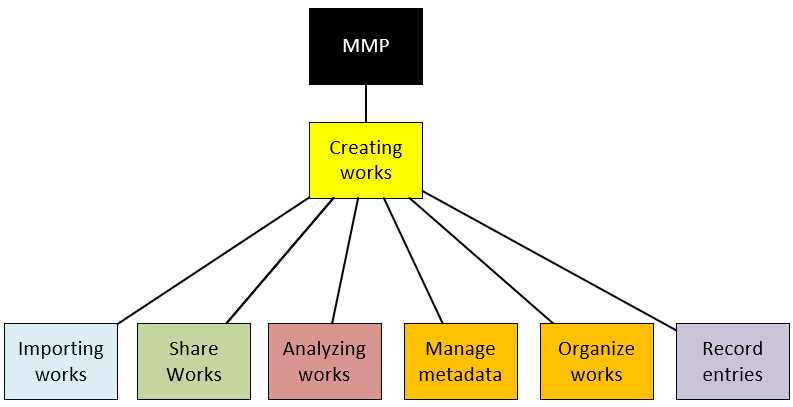 MMP
Creating
works
Importing
works
Share
Works
Analyzing
works
Manage
metadata
Organize
works
Record
entries